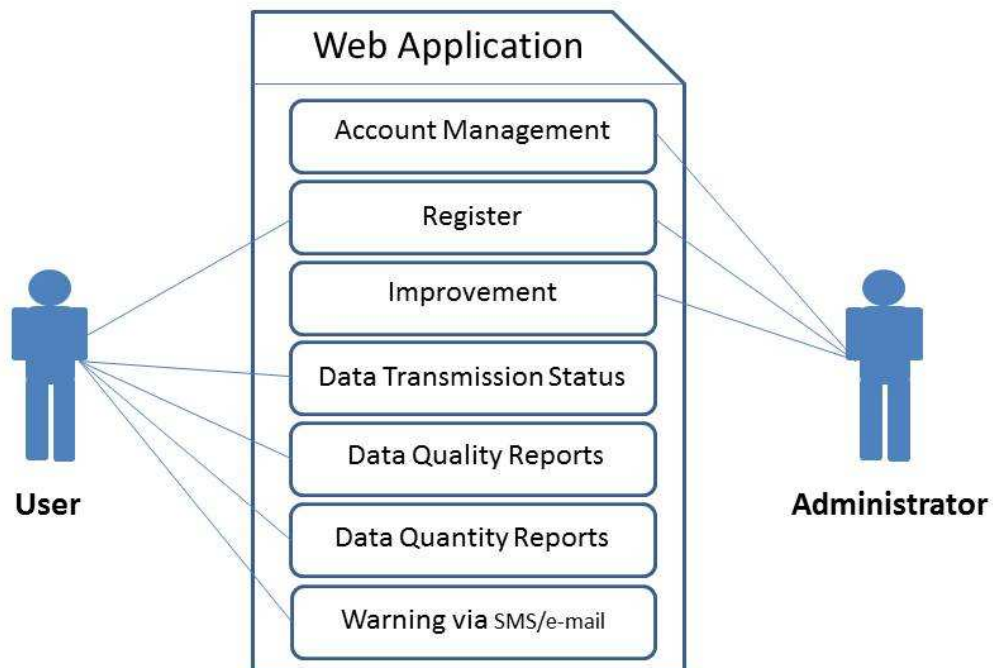 Web Application
Account Management
Register
Improvement
Data Transmission Status
Data Quality Reports
User
Administrator
Data Quantity Reports
Warning via SMS/e-mail